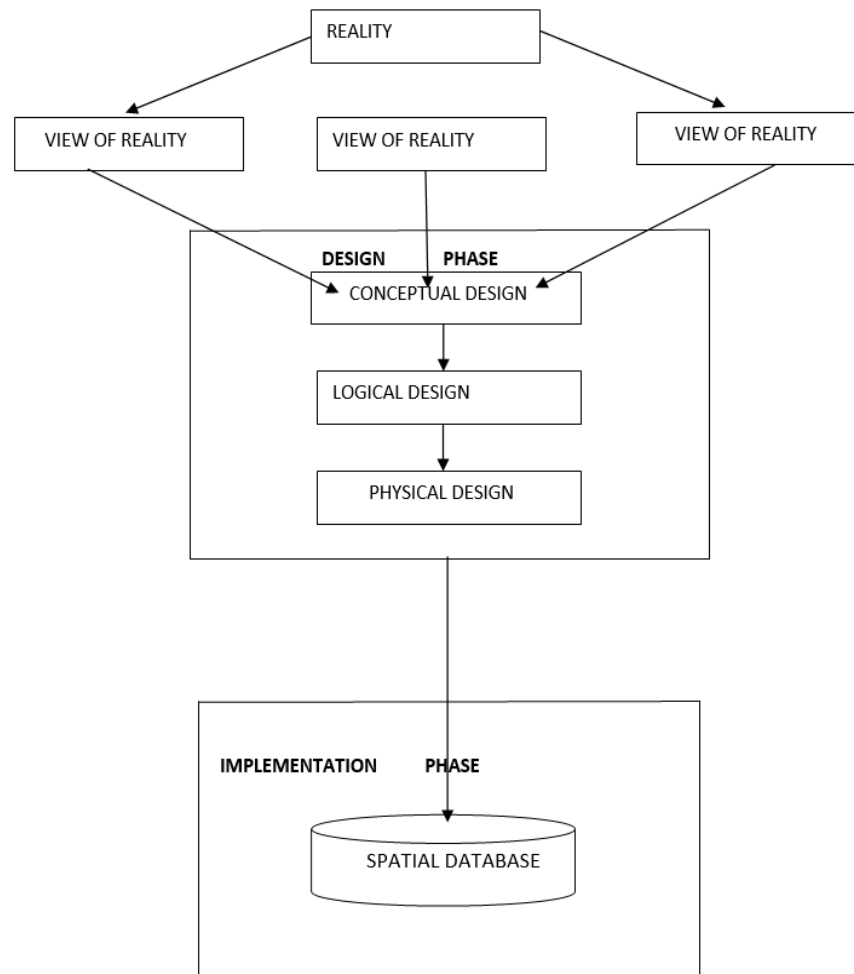 REALITY
VIEW OF REALITY
VIEW OF REALITY
VIEW OF REALITY
DESIGN PHASE
CONCEPTUAL DESIGN
LOGICAL DESIGN
PHYSICAL DESIGN
IMPLEMENTATION PHASE
SPATIAL DATABASE